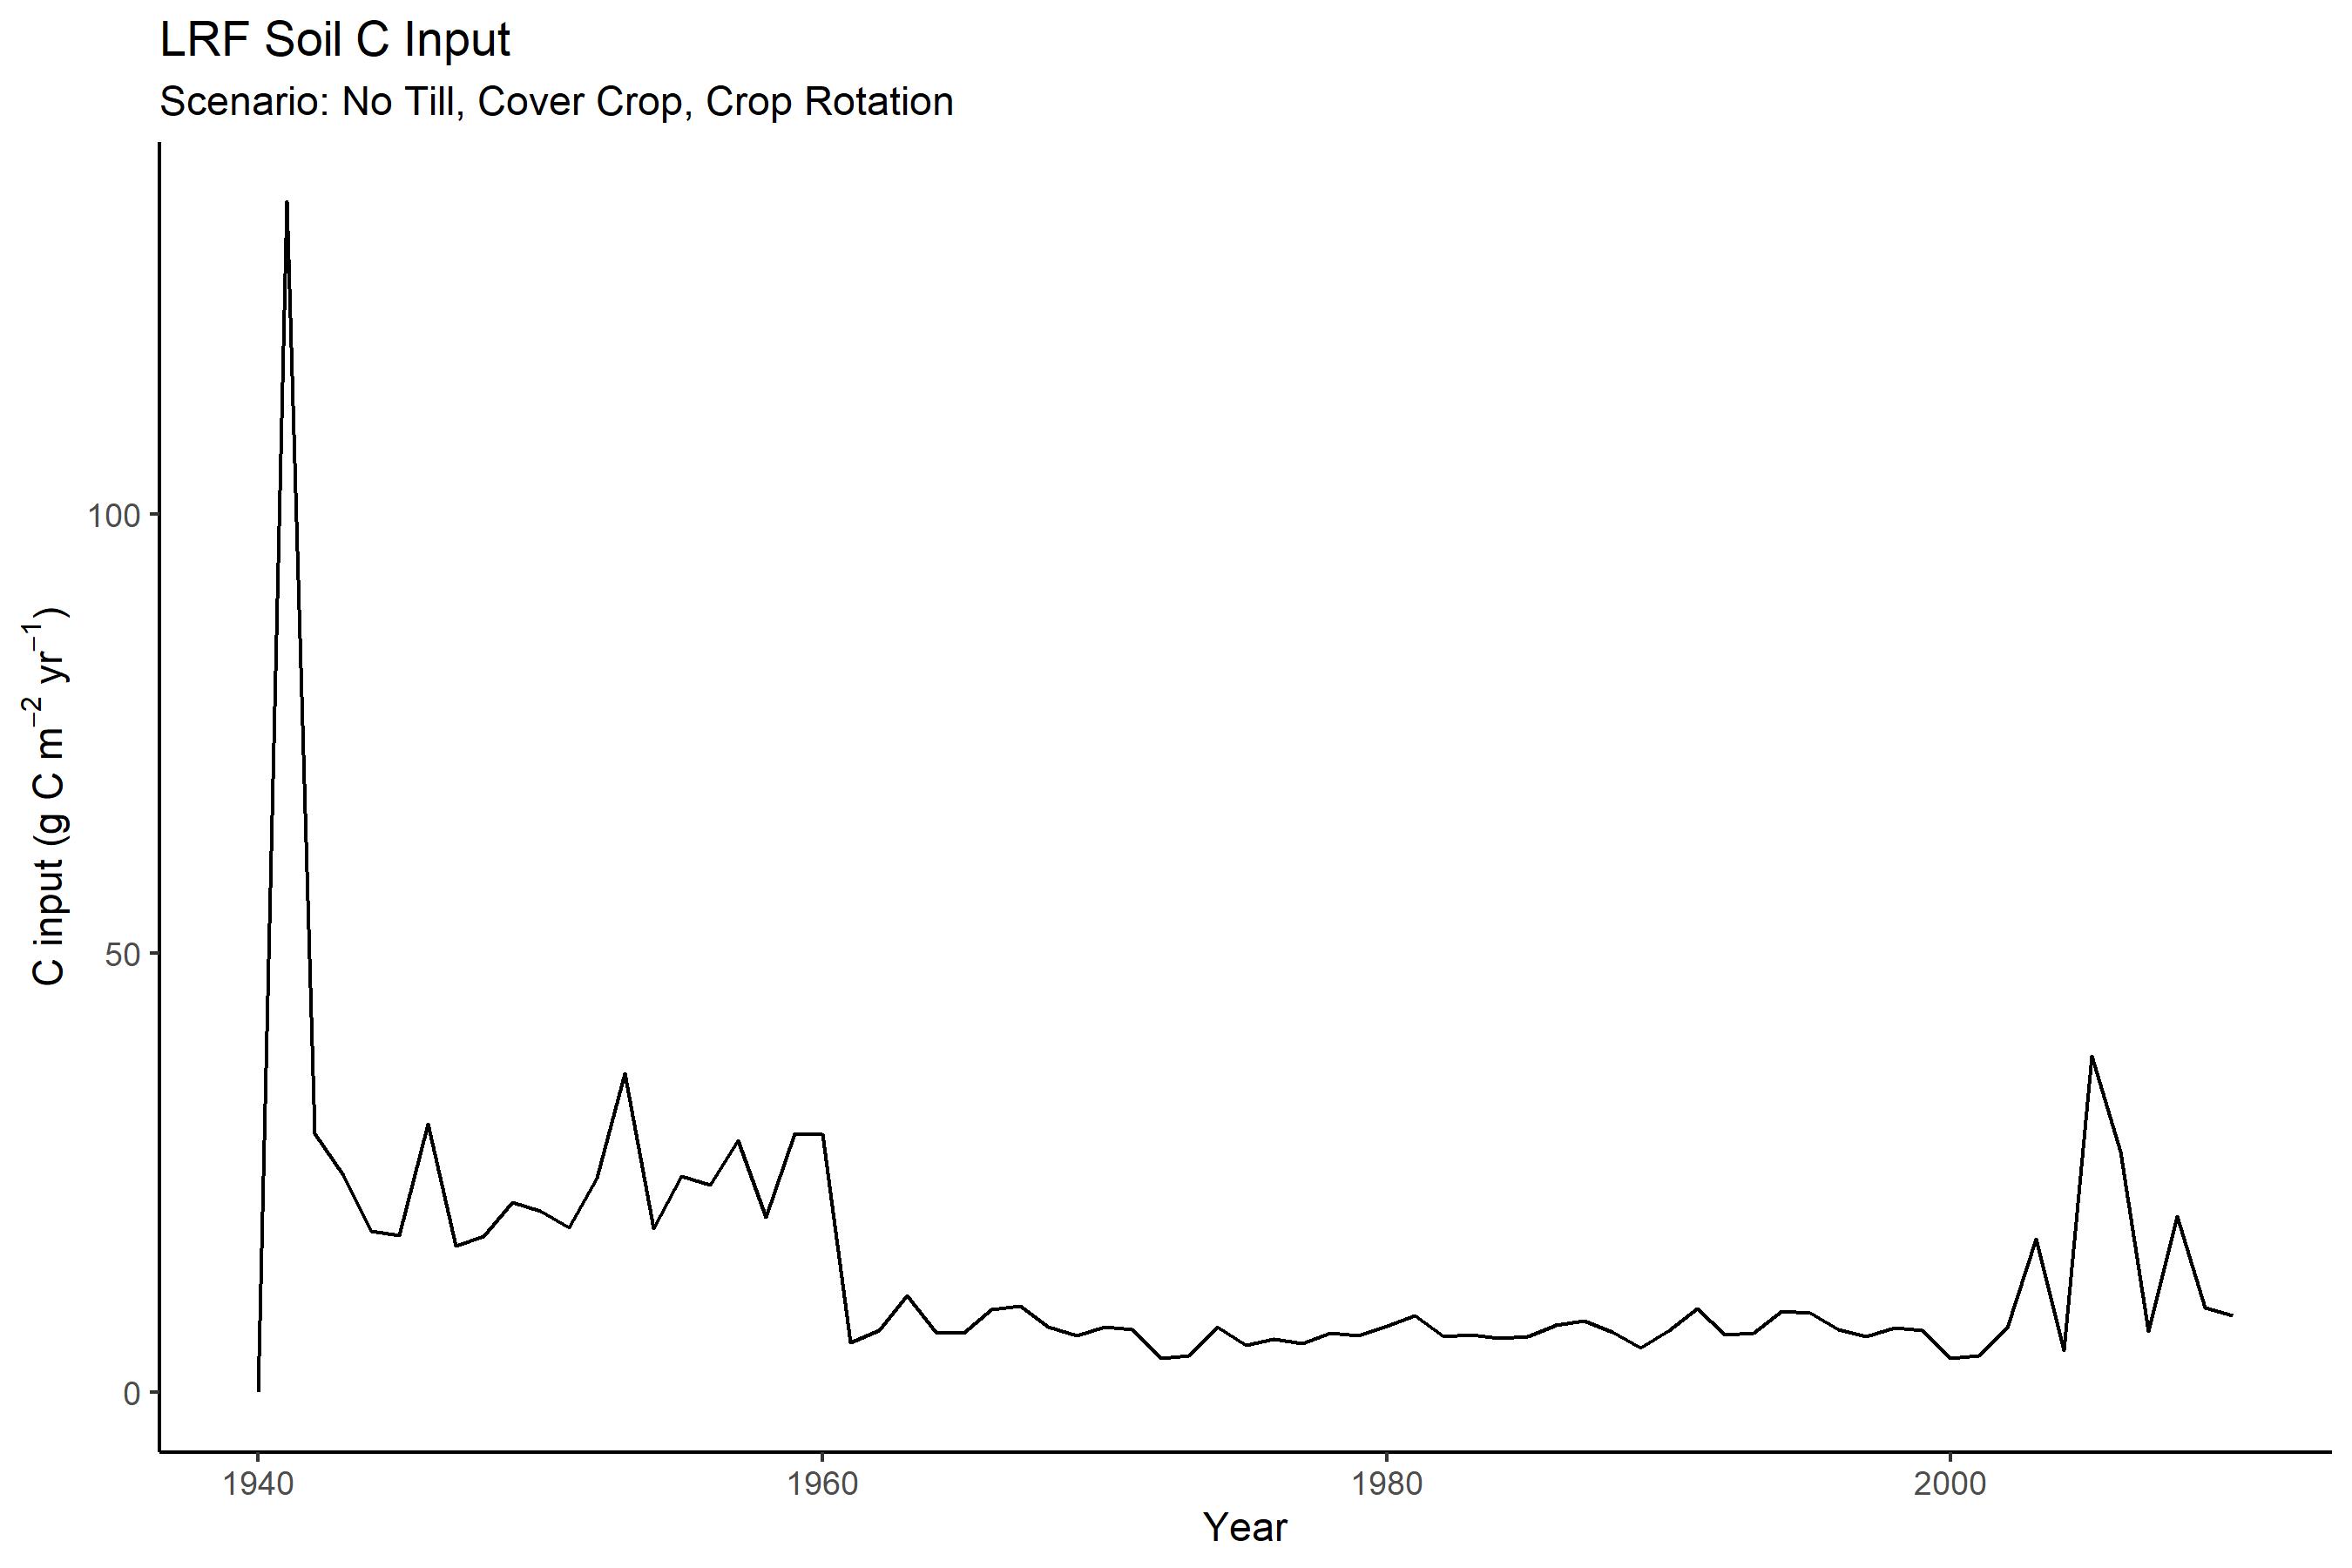 LRF Soil C Input
Scenario: No Till, Cover Crop, Crop Rotation
C input (g C m⁻² yr⁻¹)
100
50
0
1940 1960 1980 2000
Year